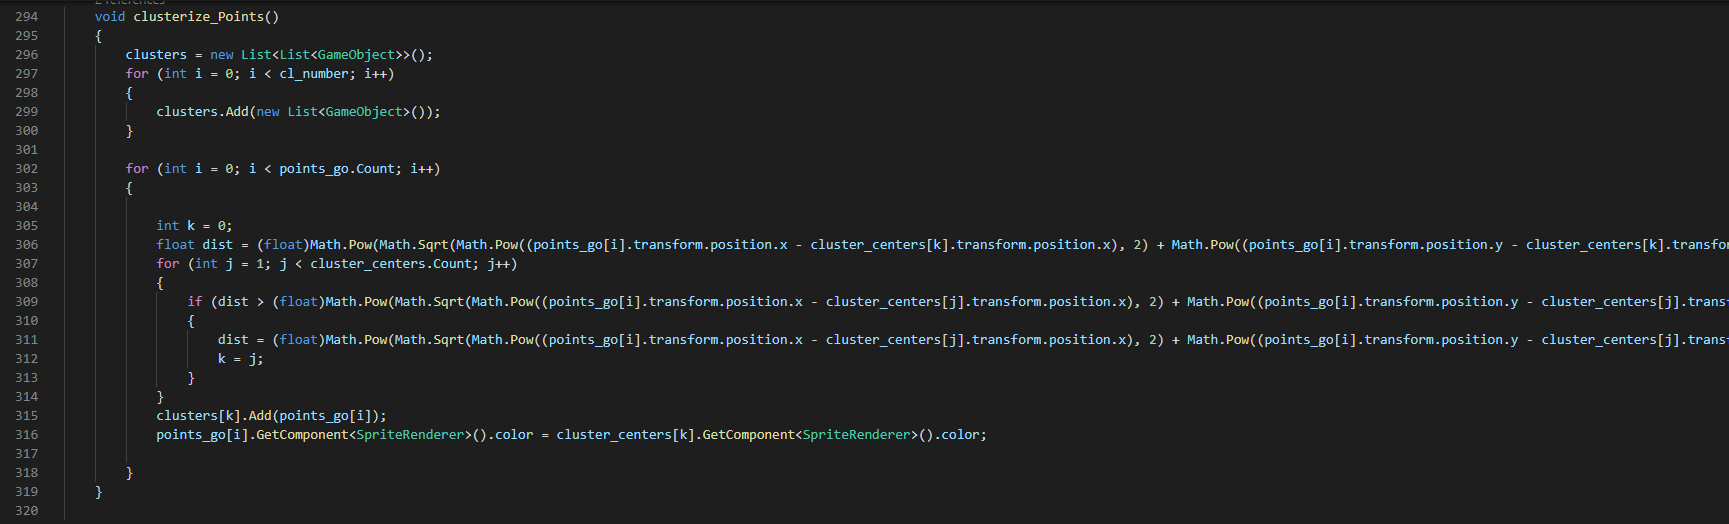 2 references
294 void clusterize_Points()
295 {
296 clusters = new List<List<GameObject>>();
297 for (int i = 0; i < cl_number; i++)
298 {
299 clusters.Add(new List<GameObject>());
300 }
301
302 for (int i = 0; i < points_go.Count; i++)
303 {
304
305 int k = 0;
306 float dist = (float)Math.Pow(Math.Sqrt(Math.Pow((points_go[i].transform.position.x - cluster_centers[k].transform.position.x), 2) + Math.Pow((points_go[i].transform.position.y - cluster_centers[k].transfor
307 for (int j = 1; j < cluster_centers.Count; j++)
308 {
309 if (dist > (float)Math.Pow(Math.Sqrt(Math.Pow((points_go[i].transform.position.x - cluster_centers[j].transform.position.x), 2) + Math.Pow((points_go[i].transform.position.y - cluster_centers[j].transf
310 {
311 dist = (float)Math.Pow(Math.Sqrt(Math.Pow((points_go[i].transform.position.x - cluster_centers[j].transform.position.x), 2) + Math.Pow((points_go[i].transform.position.y - cluster_centers[j].transf
312 k = j;
313 }
314 }
315 clusters[k].Add(points_go[i]);
316 points_go[i].GetComponent<SpriteRenderer>().color = cluster_centers[k].GetComponent<SpriteRenderer>().color;
317
318 }
319 }
320